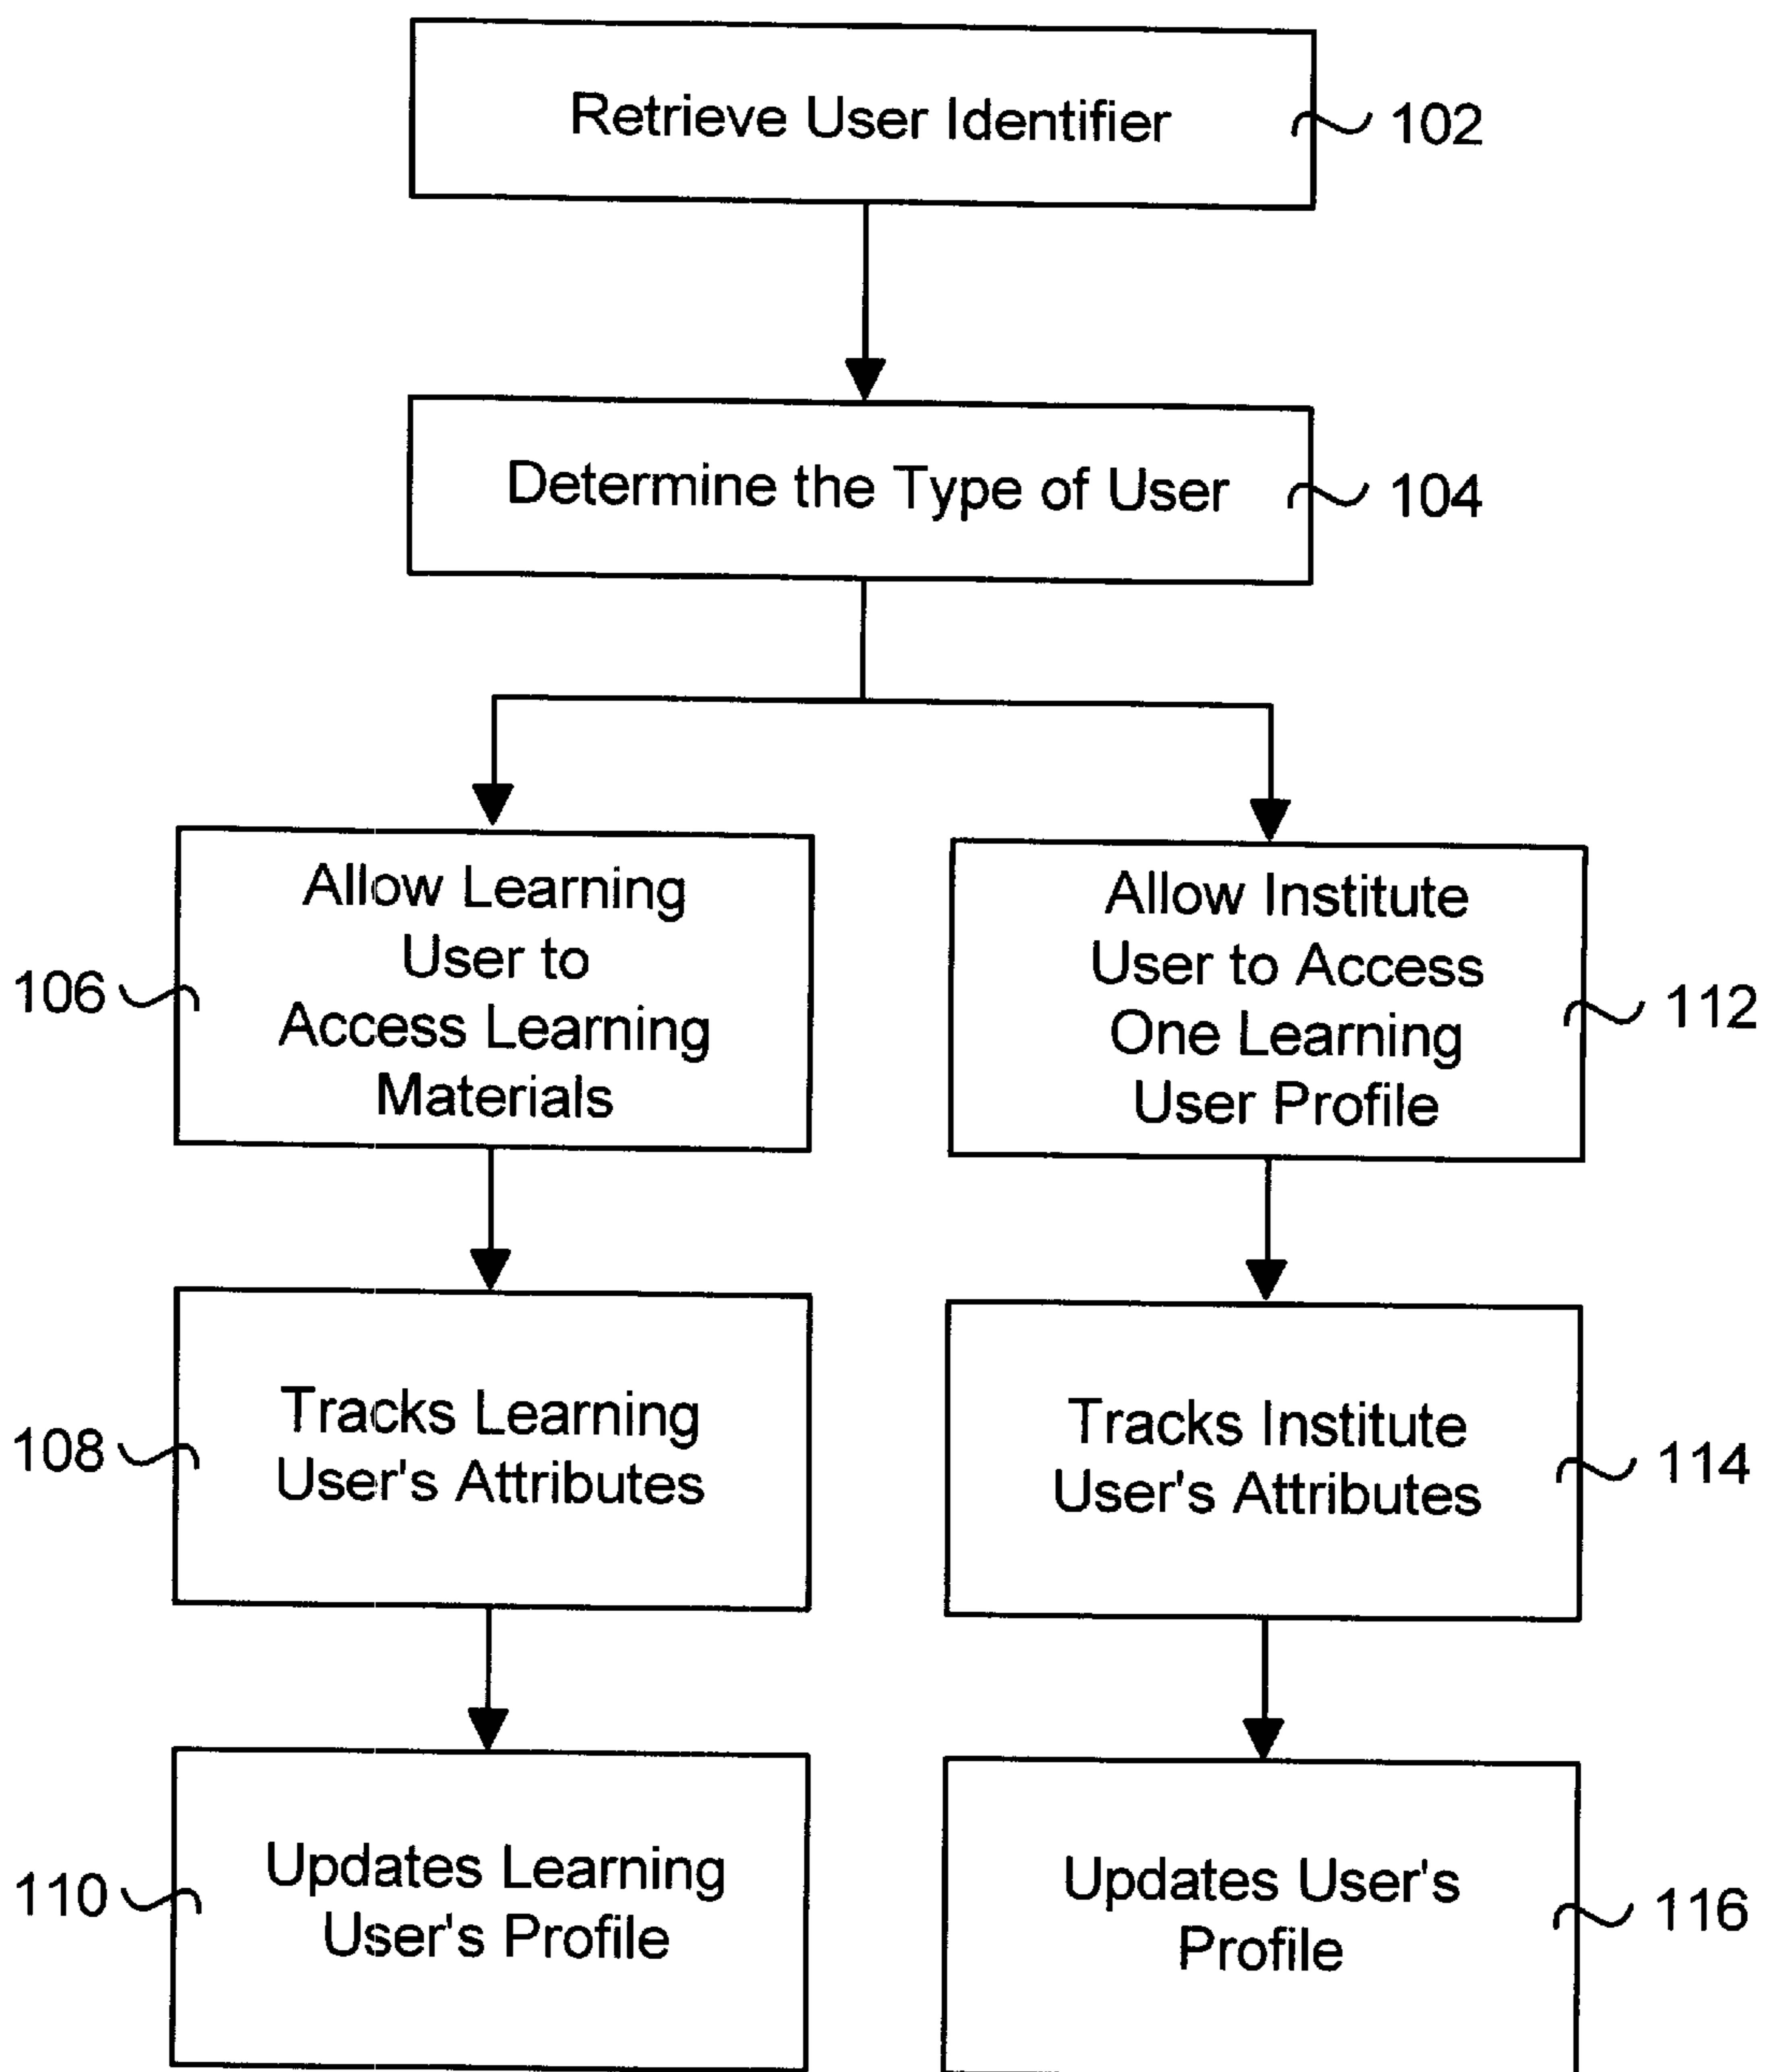 Retrieve User Identifier
102
Determine the Type of User
104
Allow Learning
User to
Access Learning
Materials
106
Allow Institute
User to Access
One Learning
User Profile
112
Tracks Learning
User's Attributes
108
Tracks Institute
User's Attributes
114
Updates Learning
User's Profile
110
Updates User's
Profile
116